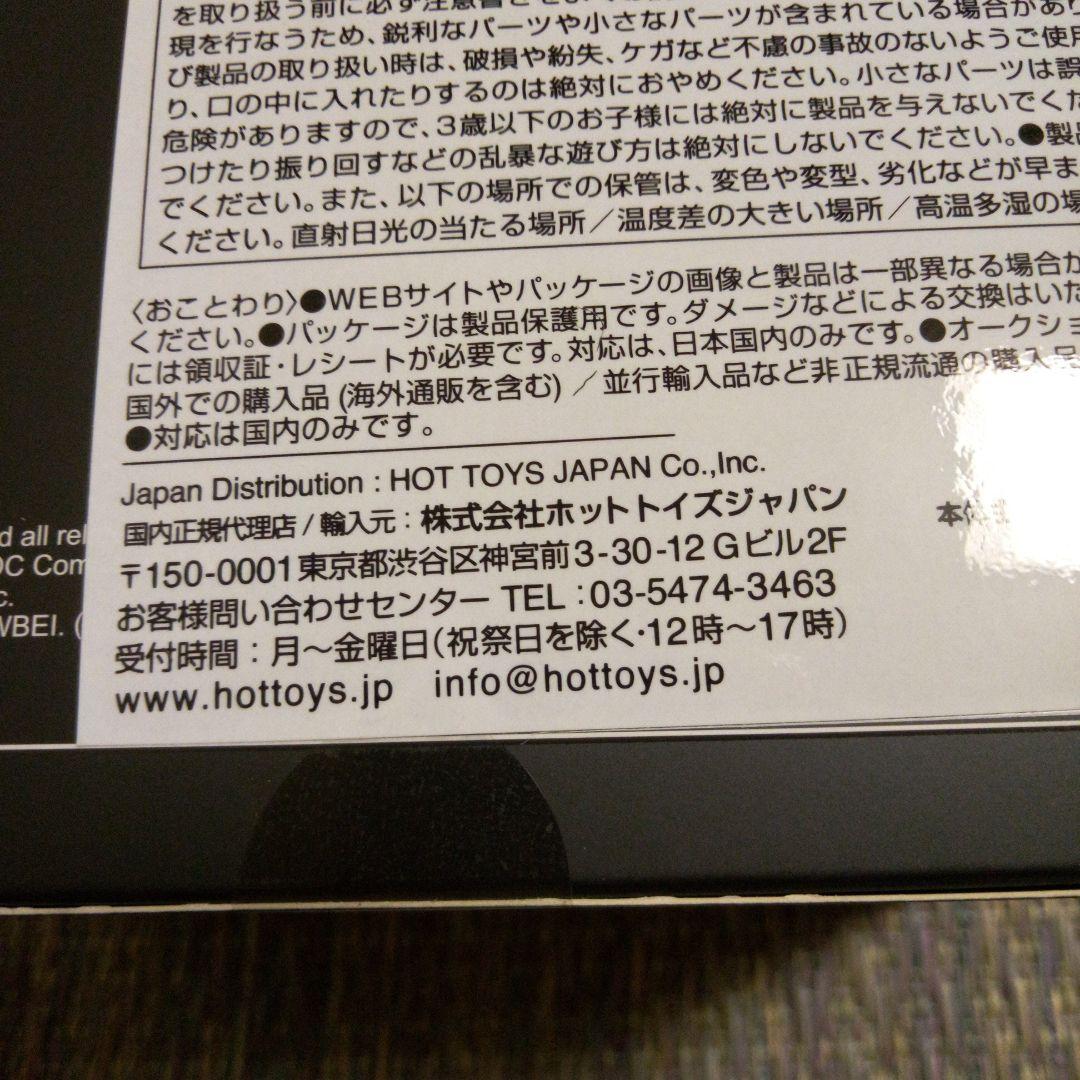 を取り扱う前に必ず注意書
現を行なうため、鋭利なパーツや小さなパーツが含まれている場合があり
び製品の取り扱い時は、破損や紛失、ケガなど不慮の事故のないようご使用
り、口の中に入れたりするのは絶対におやめください。小さなパーツは誤
危険がありますので、3歳以下のお子様には絶対に製品を与えないでくだ
つけたり振り回すなどの乱暴な遊び方は絶対にしないでください。●製
でください。また、以下の場所での保管は、変色や変型、劣化などが早ま
ください。直射日光の当たる場所／温度差の大きい場所／高温多湿の場
〈おことわり〉●WEBサイトやパッケージの画像と製品は一部異なる場合が
ください。●パッケージは製品保護用です。ダメージなどによる交換はいた
には領収証・レシートが必要です。対応は、日本国内のみです。●オークショ
国外での購入品 (海外通販を含む) ／並行輸入品など非正規流通の購入品
●対応は国内のみです。
Japan Distribution : HOT TOYS JAPAN Co.,Inc.
国内正規代理店 / 輸入元 : 株式会社ホットトイズジャパン
〒150-0001 東京都渋谷区神宮前3-30-12 Gビル2F
お客様問い合わせセンター TEL : 03-5474-3463
受付時間 : 月～金曜日(祝祭日を除く・12時～17時)
www.hottoys.jp info@hottoys.jp
本体
d all rel
DC Com
c.
WBEI. (